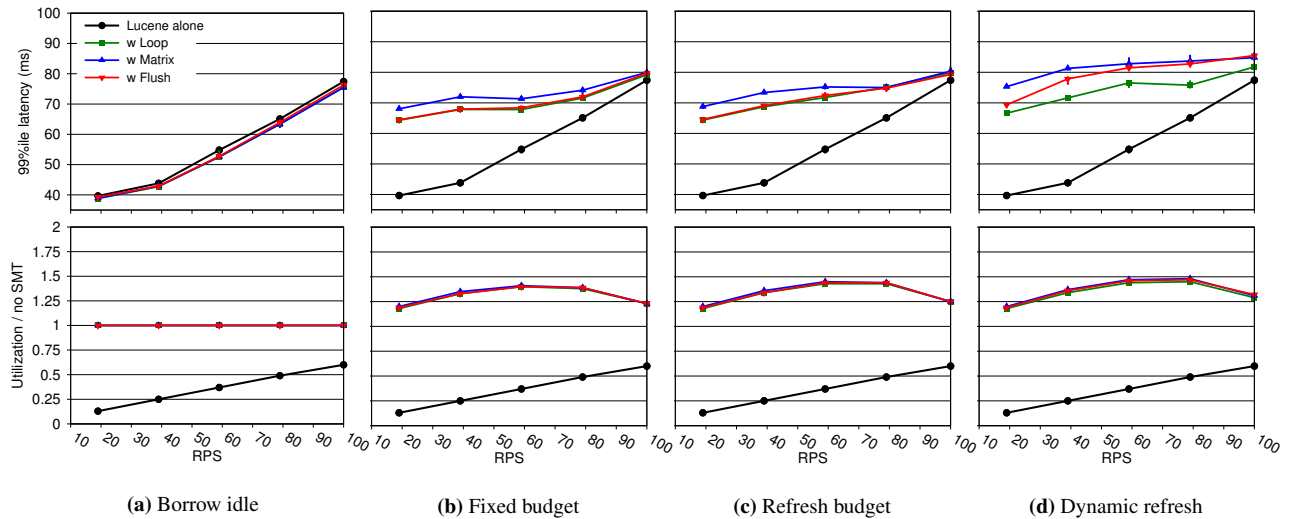 100
90
80
70
60
50
40
99%ile latency (ms)
Lucene alone
w Loop
w Matrix
w Flush
2
1.75
1.5
1.25
1
0.75
0.5
0.25
0
Utilization / no SMT
10 20 30 40 50 60 70 80 90 100
RPS
10 20 30 40 50 60 70 80 90 100
RPS
10 20 30 40 50 60 70 80 90 100
RPS
10 20 30 40 50 60 70 80 90 100
RPS
(a) Borrow idle
(b) Fixed budget
(c) Refresh budget
(d) Dynamic refresh